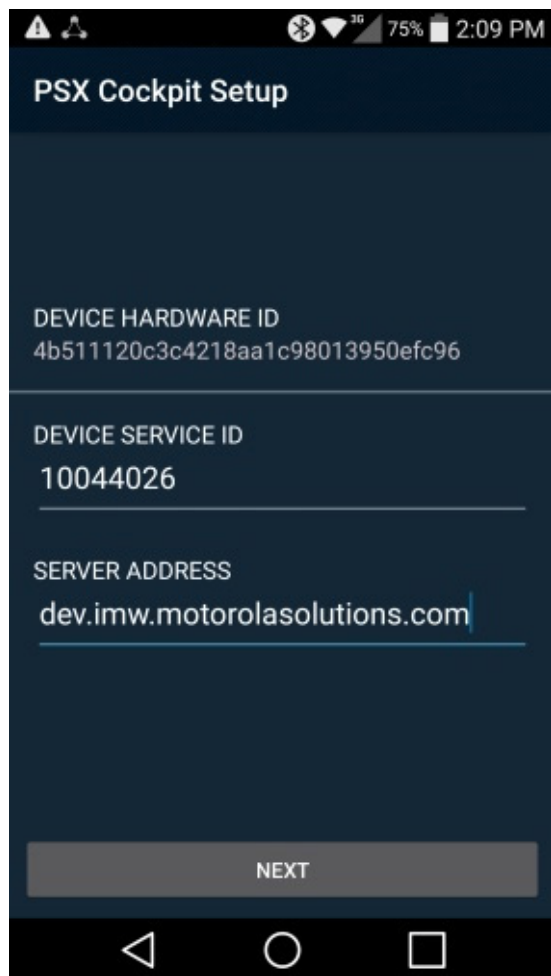 3G 75% 2:09 PM
PSX Cockpit Setup
DEVICE HARDWARE ID
4b511120c3c4218aa1c98013950efc96
DEVICE SERVICE ID
10044026
SERVER ADDRESS
dev.imw.motorolasolutions.com
NEXT